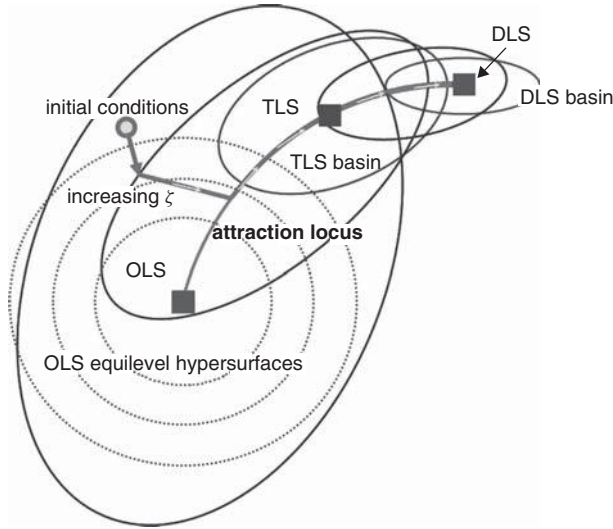 DLS
initial conditions
TLS
DLS basin
TLS basin
increasing ζ
attraction locus
OLS
OLS equilevel hypersurfaces